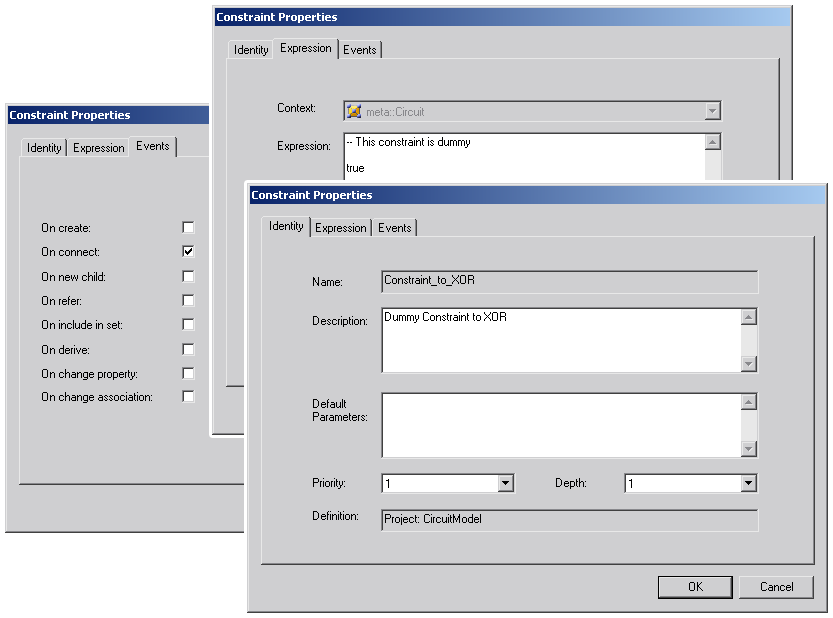 Constraint Properties
Identity Expression Events
Context: meta::Circuit
Expression: -- This constraint is dummy
true
Constraint Properties
Identity Expression Events
On create:
On connect:
On new child:
On refer:
On include in set:
On derive:
On change property:
On change association:
Constraint Properties
Identity Expression Events
Name: Constraint_to_XOR
Description: Dummy Constraint to XOR
Default
Parameters:
Priority: 1 Depth: 1
Definition: Project: CircuitModel
OK Cancel